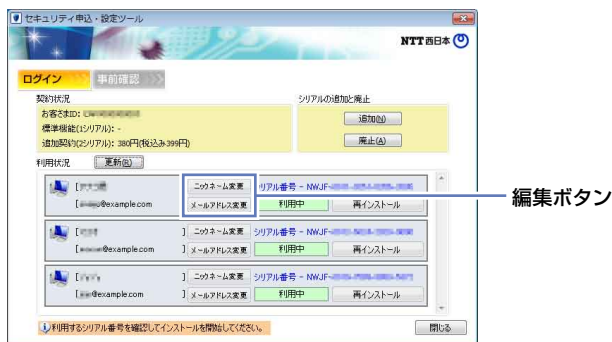 セキュリティ申込・設定ツール
NTT西日本
ログイン 事前確認
契約状況
お客さまID:
標準機能(1シリアル): -
追加契約(2シリアル): 380円(税込み399円)
シリアルの追加と廃止
追加(N)
廃止(A)
利用状況 更新(R)
[ ニックネーム変更 リアル番号 - NWJF-
[ @example.com メールアドレス変更 利用中 再インストール
編集ボタン
[ ] ニックネーム変更 シリアル番号 - NWJF-
[ @example.com ] メールアドレス変更 利用中 再インストール
[ ] ニックネーム変更 シリアル番号 - NWJF-
[ @example.com ] メールアドレス変更 利用中 再インストール
利用するシリアル番号を確認してインストールを開始してください。 閉じる